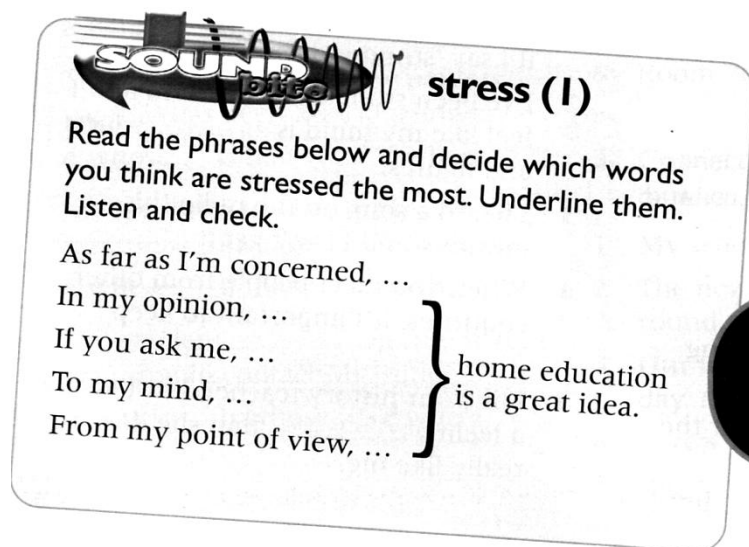 SOUND
bite
stress (1)
Read the phrases below and decide which words
you think are stressed the most. Underline them.
Listen and check.
As far as I'm concerned, ...
In my opinion, ...
If you ask me, ...
To my mind, ...
From my point of view, ...
home education
is a great idea.